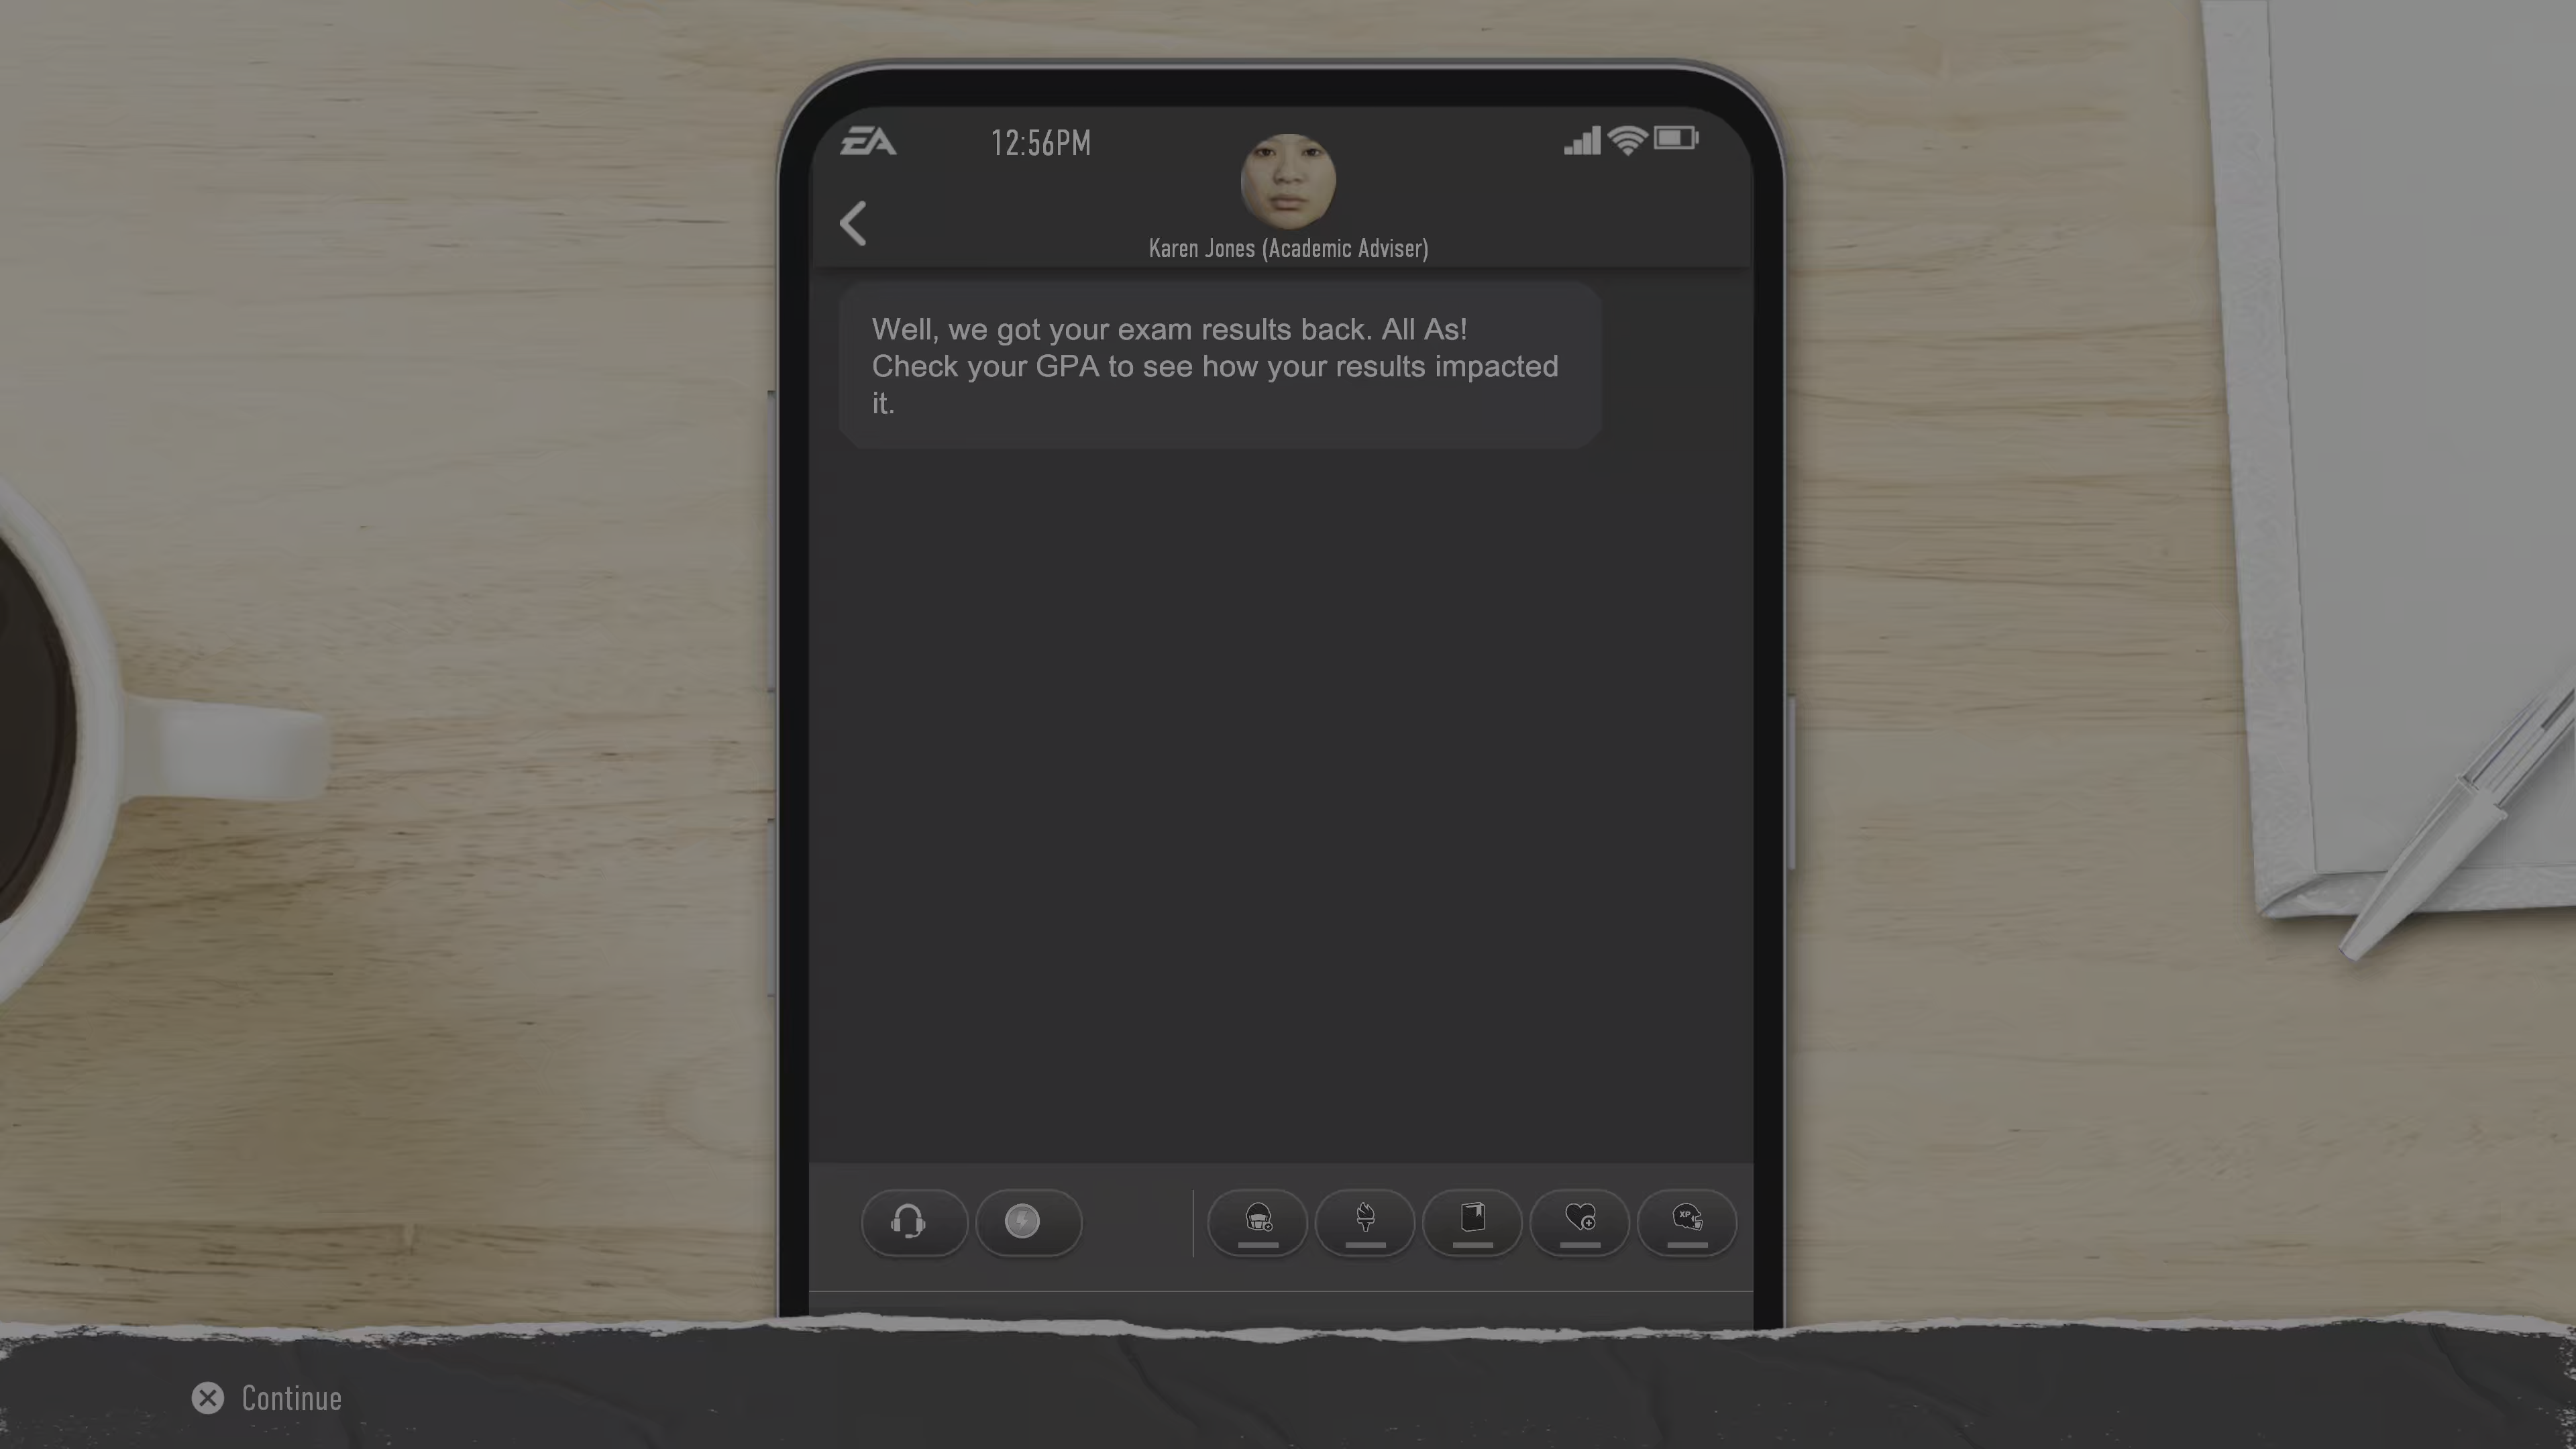 EA
12:56PM
Karen Jones (Academic Adviser)
Well, we got your exam results back. All As!
Check your GPA to see how your results impacted
it.
XP
Continue